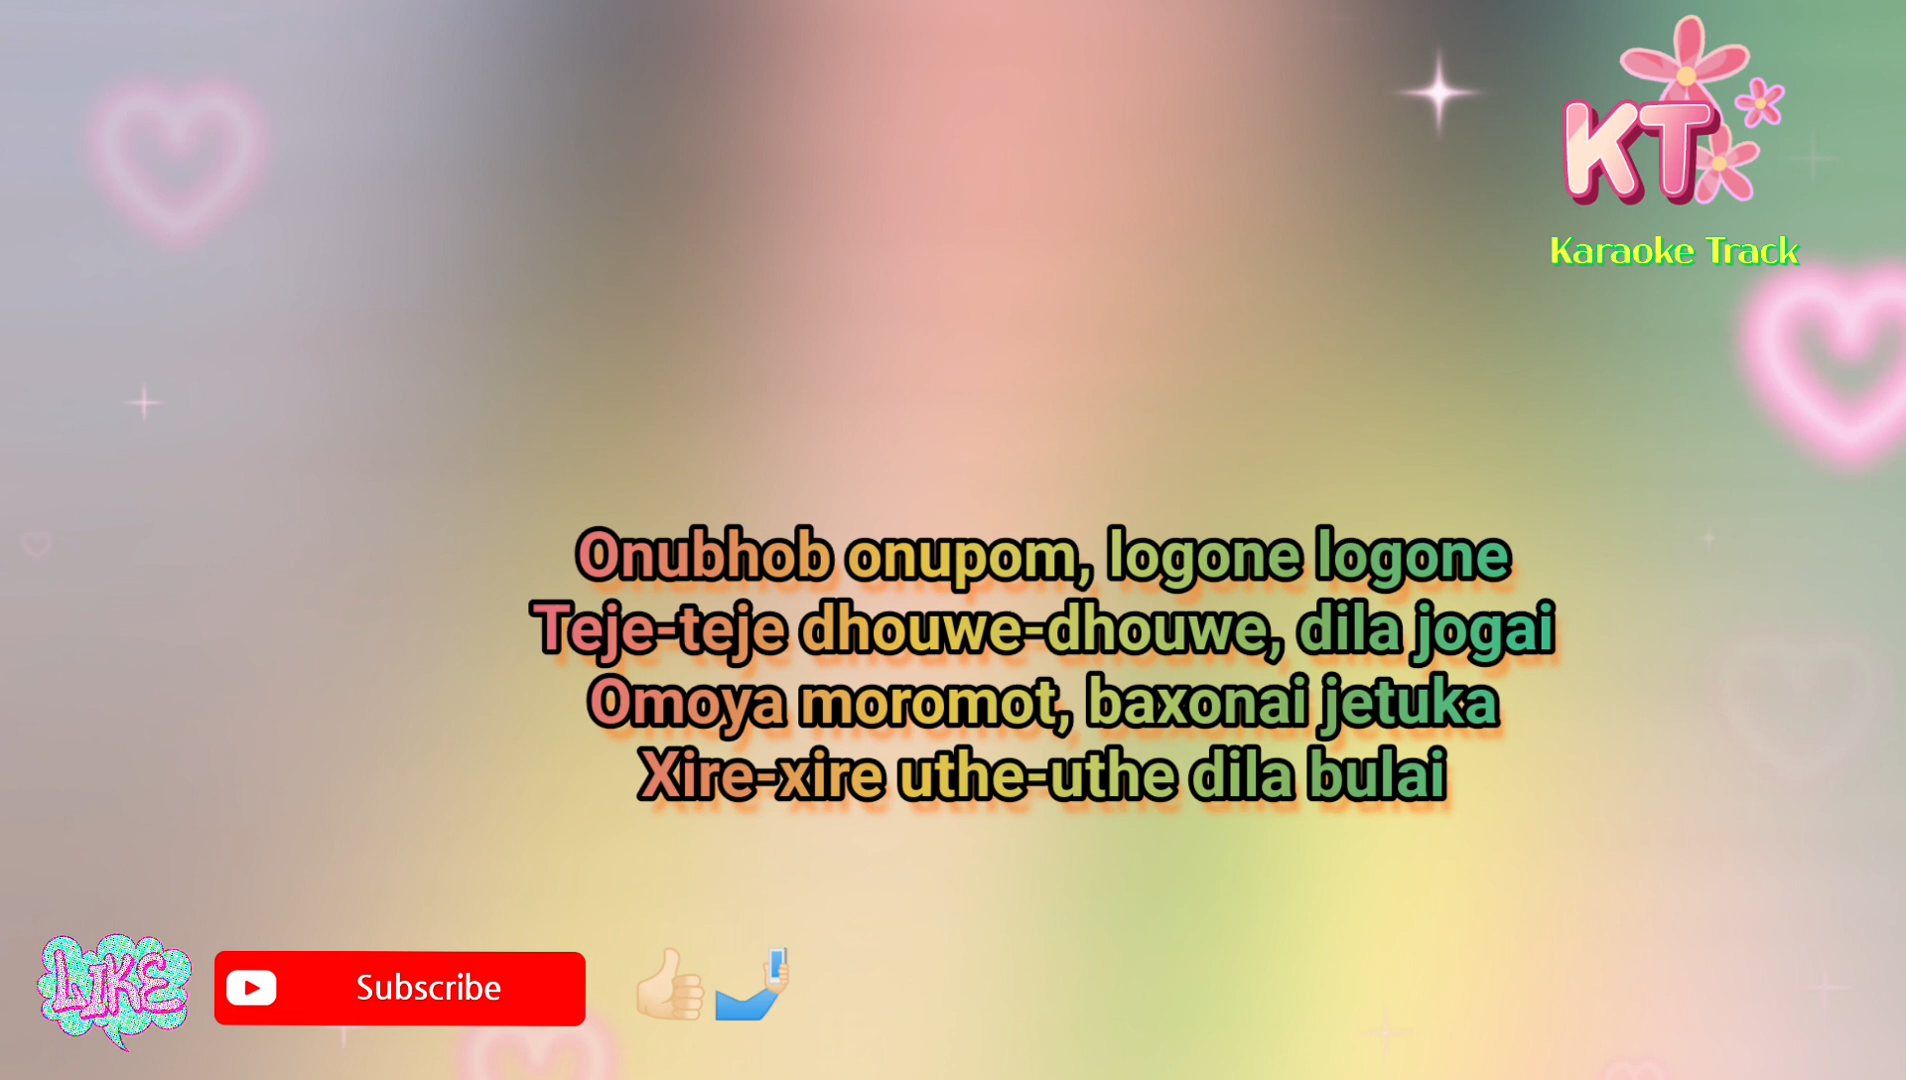 KT
Karaoke Track
Onubhob onupom, logone logone
Teje-teje dhouwe-dhouwe, dila jogai
Omoya moromot, baxonai jetuka
Xire-xire uthe-uthe dila bulai
LIKE
Subscribe